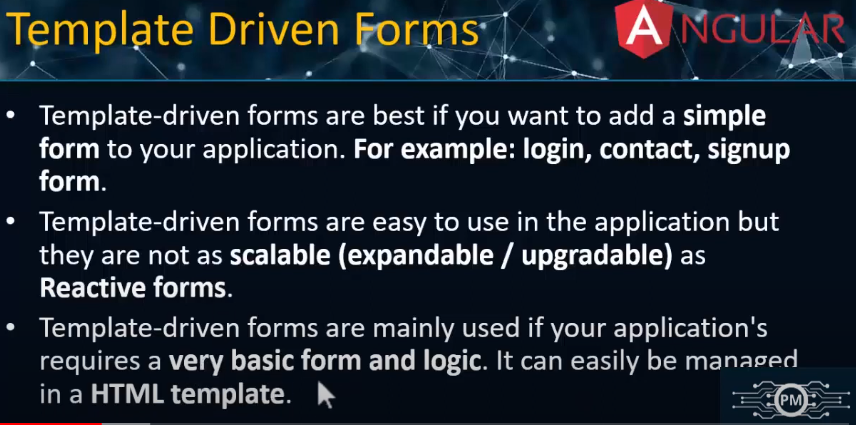 Template Driven Forms
ANGULAR
• Template-driven forms are best if you want to add a simple
form to your application. For example: login, contact, signup
form.
• Template-driven forms are easy to use in the application but
they are not as scalable (expandable / upgradable) as
Reactive forms.
• Template-driven forms are mainly used if your application's
requires a very basic form and logic. It can easily be managed
in a HTML template.
PM